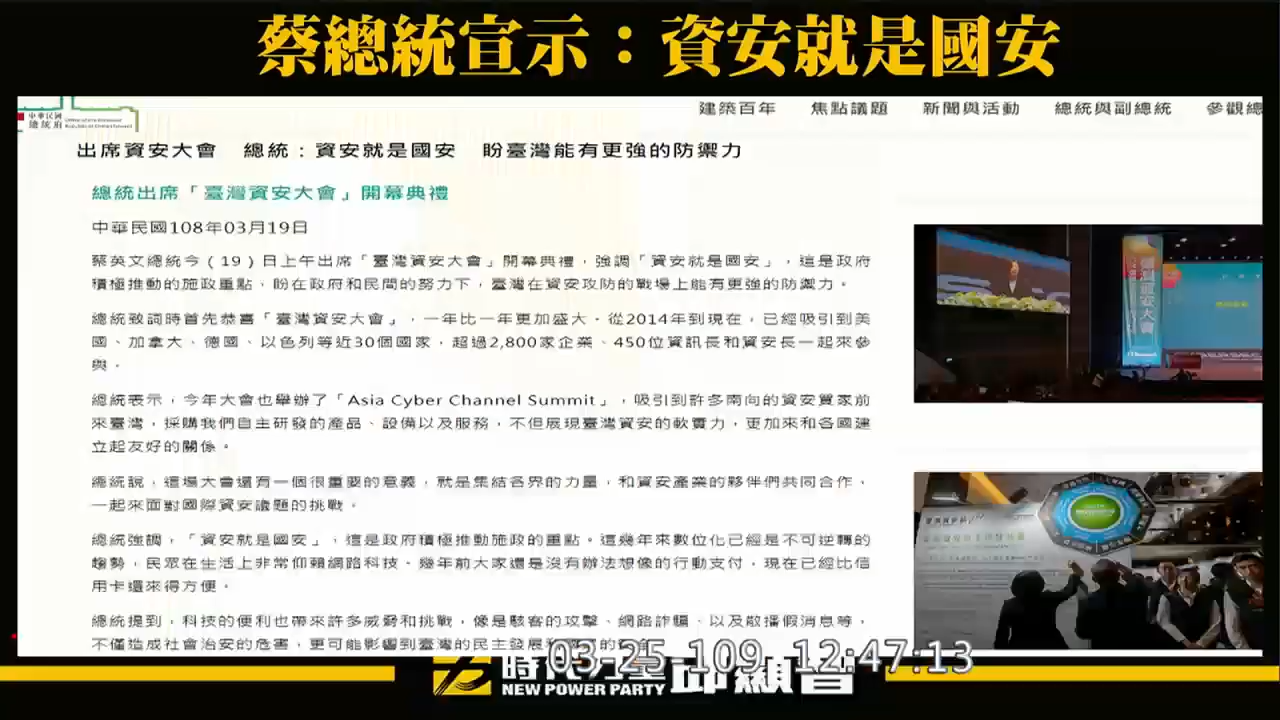 蔡總統宣示：資安就是國安
中華民國
總統府
建築百年 焦點議題 新聞與活動 總統與副總統 參觀總
出席資安大會 總統：資安就是國安 盼臺灣能有更強的防禦力
總統出席「臺灣資安大會」開幕典禮
中華民國108年03月19日
蔡英文總統今（19）日上午出席「臺灣資安大會」開幕典禮，強調「資安就是國安」，這是政府
積極推動的施政重點、盼在政府和民間的努力下，臺灣在資安攻防的戰場上能有更強的防禦力。
總統致詞時首先恭喜「臺灣資安大會」，一年比一年更加盛大。從2014年到現在，已經吸引到美
國、加拿大、德國、以色列等近30個國家，超過2,800家企業、450位資訊長和資安長一起來參
與。
總統表示，今年大會也舉辦了「Asia Cyber Channel Summit」，吸引到許多南向的資安買家前
來臺灣，採購我們自主研發的產品、設備以及服務，不但展現臺灣資安的軟實力，更加來和各國建
立起友好的關係。
總統說，這場大會還有一個很重要的意義，就是集結各界的力量，和資安產業的夥伴們共同合作，
一起來面對國際資安議題的挑戰。
總統強調，「資安就是國安」，這是政府積極推動施政的重點。這幾年來數位化已經是不可逆轉的
趨勢，民眾在生活上非常仰賴網路科技、幾年前大家還是沒有辦法想像的行動支付，現在已經比信
用卡還來得方便。
總統提到，科技的便利也帶來許多威脅和挑戰，像是駭客的攻擊、網路詐騙、以及散播假消息等，
不僅造成社會治安的危害，更可能影響到臺灣的民主發展和
臺灣資安大會
03-25-109 12:47:13
時代力量 邱顯智
NEW POWER PARTY